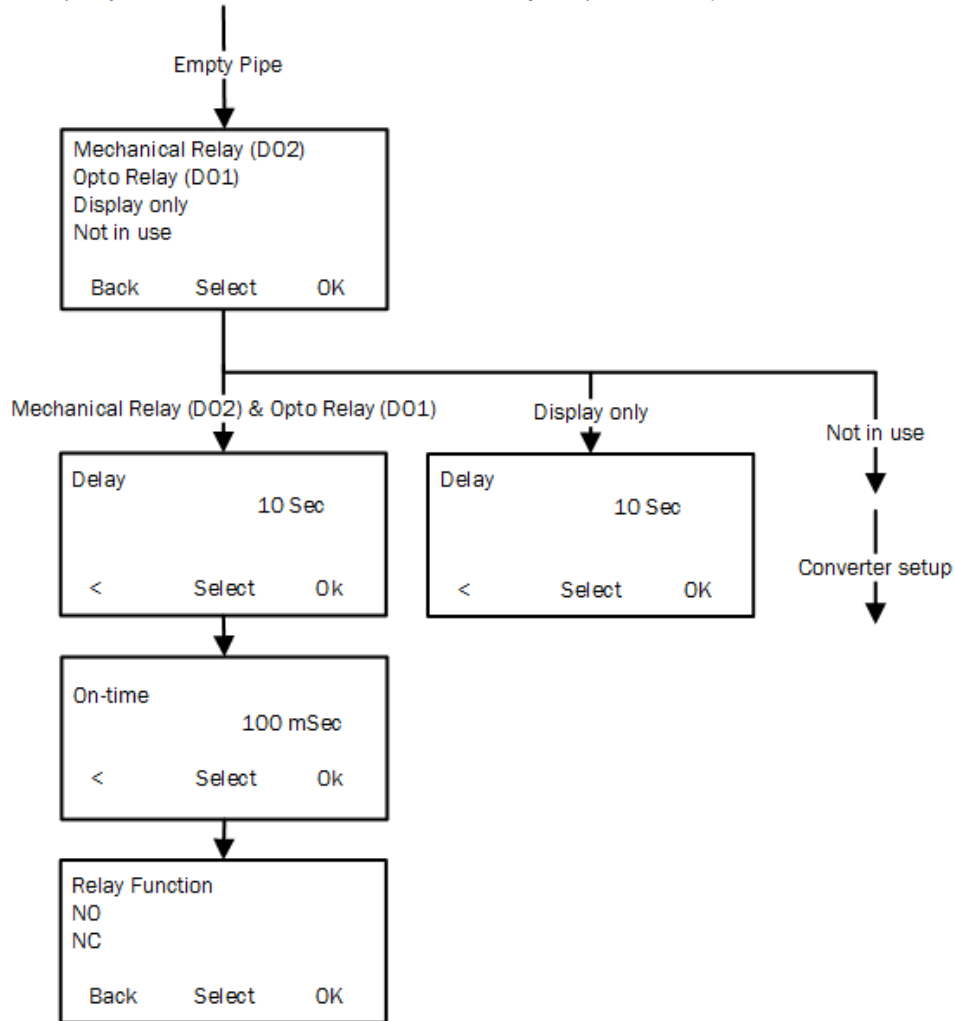 Empty Pipe
Mechanical Relay (DO2)
Opto Relay (DO1)
Display only
Not in use
Back Select OK
Mechanical Relay (DO2) & Opto Relay (DO1)
Display only
Not in use
Delay
10 Sec
< Select Ok
Delay
10 Sec
< Select OK
Converter setup
On-time
100 mSec
< Select Ok
Relay Function
NO
NC
Back Select OK